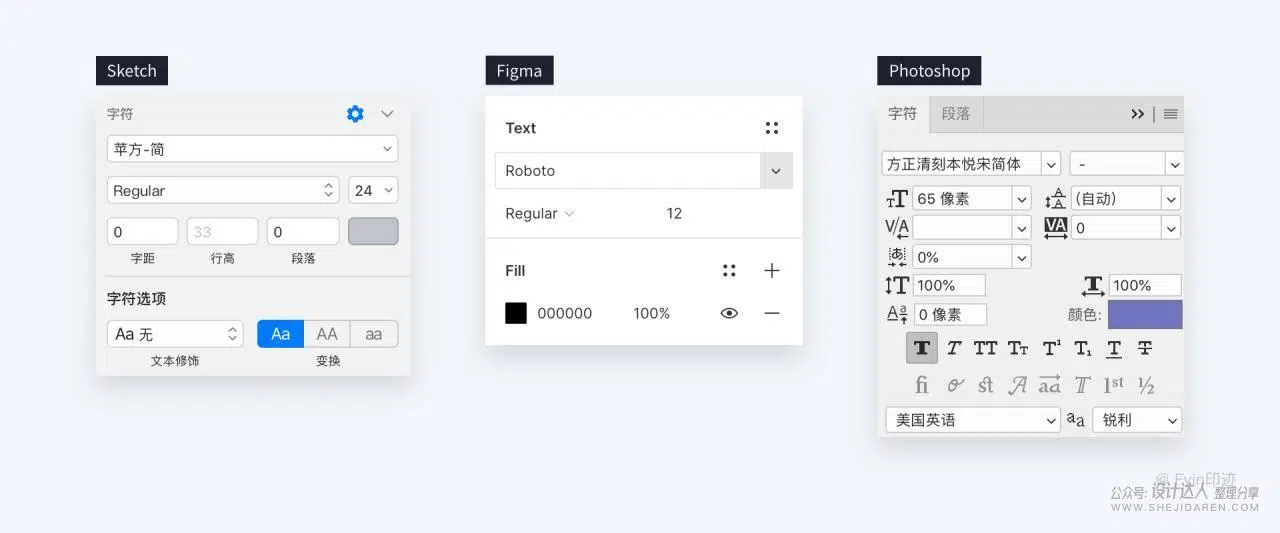 Sketch
字符
苹方-简
Regular
24
0
33
0
字距
行高
段落
字符选项
Aa 无
Aa
AA
aa
文本修饰
变换
Figma
Text
Roboto
Regular
12
Fill
000000
100%
Photoshop
字符
段落
方正清刻本悦宋简体
-
65 像素
(自动)
V/A
VA
0
0%
100%
100%
0 像素
颜色:
T
T
TT
TT
T¹
T₁
T
T
fi
st
A
aa
T
1st
½
美国英语
aa
锐利
@ Evin印迹
公众号: 设计达人 整理分享
WWW.SHEJIDAREN.COM